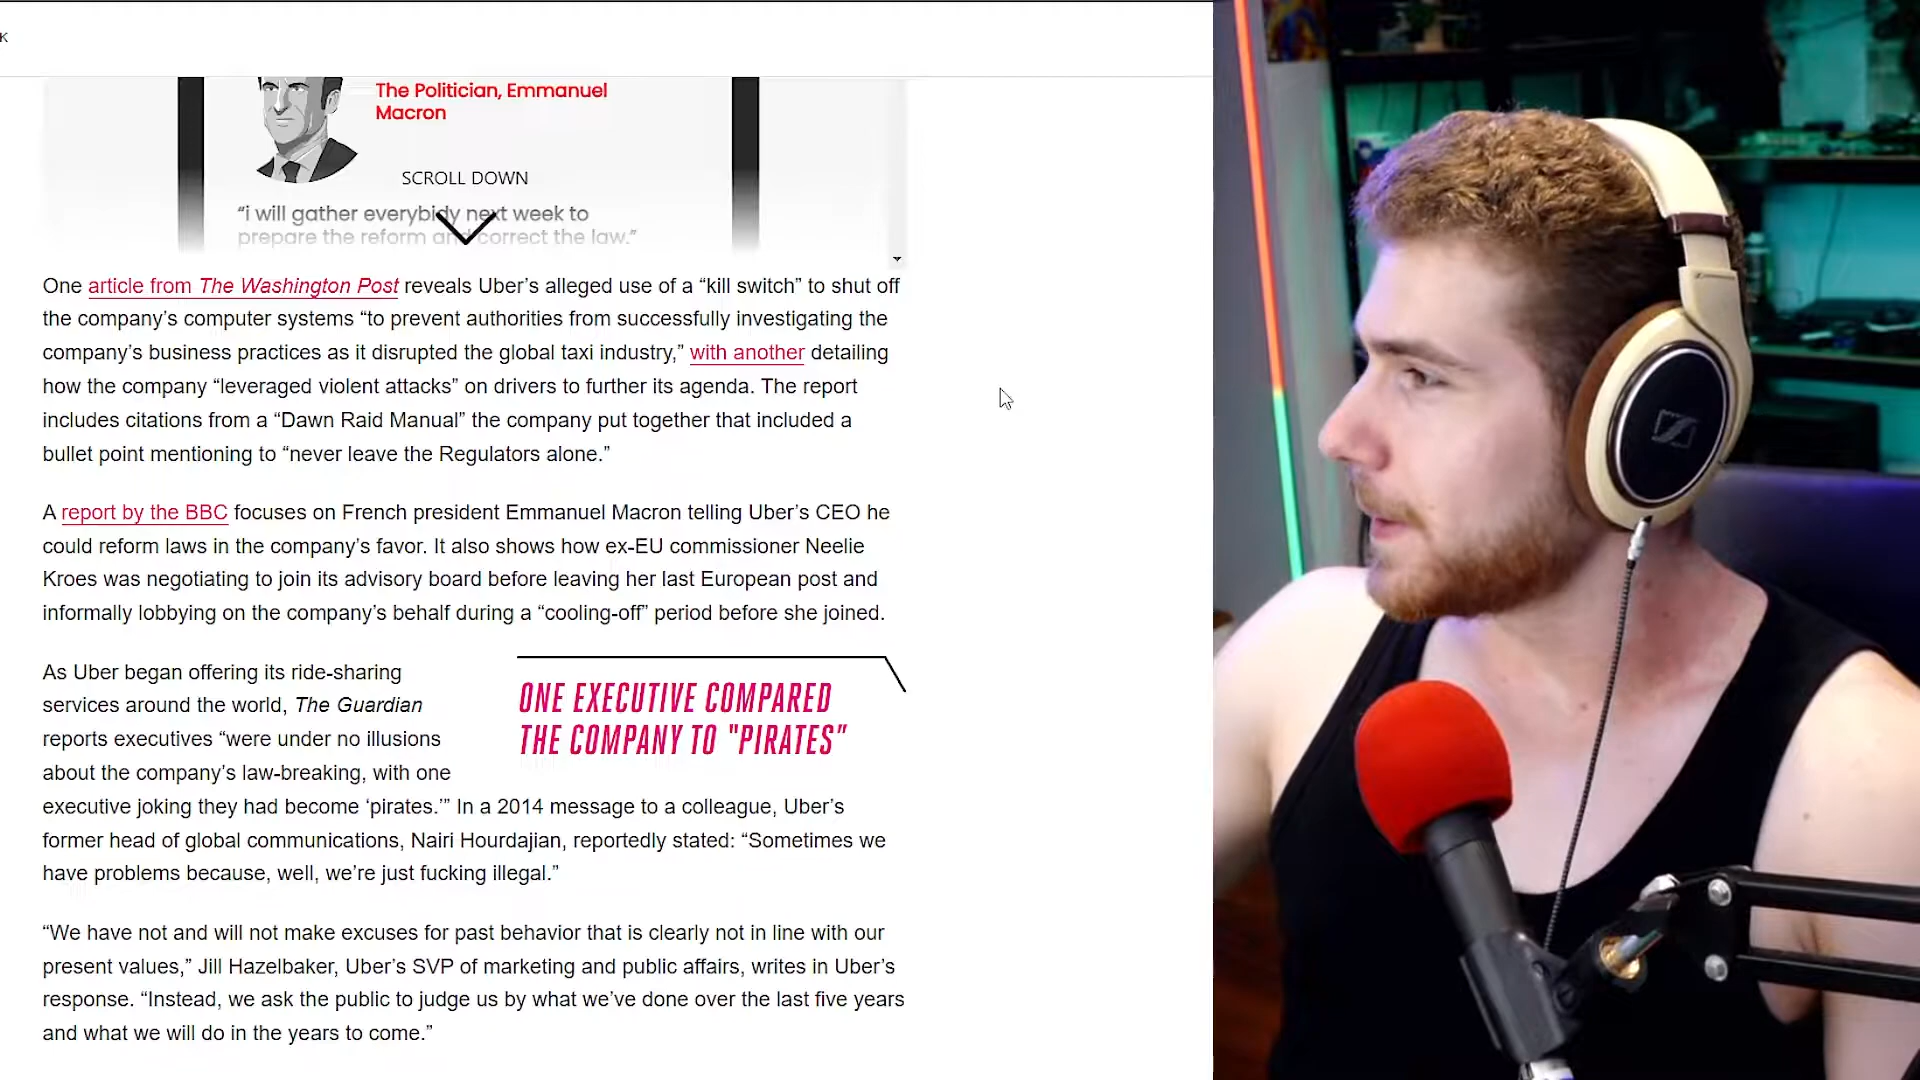 K
The Politician, Emmanuel
Macron
SCROLL DOWN
“i will gather everybidy next week to
prepare the reform and correct the law.”
One article from The Washington Post reveals Uber’s alleged use of a “kill switch” to shut off
the company’s computer systems “to prevent authorities from successfully investigating the
company’s business practices as it disrupted the global taxi industry,” with another detailing
how the company “leveraged violent attacks” on drivers to further its agenda. The report
includes citations from a “Dawn Raid Manual” the company put together that included a
bullet point mentioning to “never leave the Regulators alone.”
A report by the BBC focuses on French president Emmanuel Macron telling Uber’s CEO he
could reform laws in the company’s favor. It also shows how ex-EU commissioner Neelie
Kroes was negotiating to join its advisory board before leaving her last European post and
informally lobbying on the company’s behalf during a “cooling-off” period before she joined.
As Uber began offering its ride-sharing
services around the world, The Guardian
reports executives “were under no illusions
about the company’s law-breaking, with one
executive joking they had become ‘pirates.’” In a 2014 message to a colleague, Uber’s
former head of global communications, Nairi Hourdajian, reportedly stated: “Sometimes we
have problems because, well, we’re just fucking illegal.”
ONE EXECUTIVE COMPARED
THE COMPANY TO "PIRATES"
“We have not and will not make excuses for past behavior that is clearly not in line with our
present values,” Jill Hazelbaker, Uber’s SVP of marketing and public affairs, writes in Uber’s
response. “Instead, we ask the public to judge us by what we’ve done over the last five years
and what we will do in the years to come.”